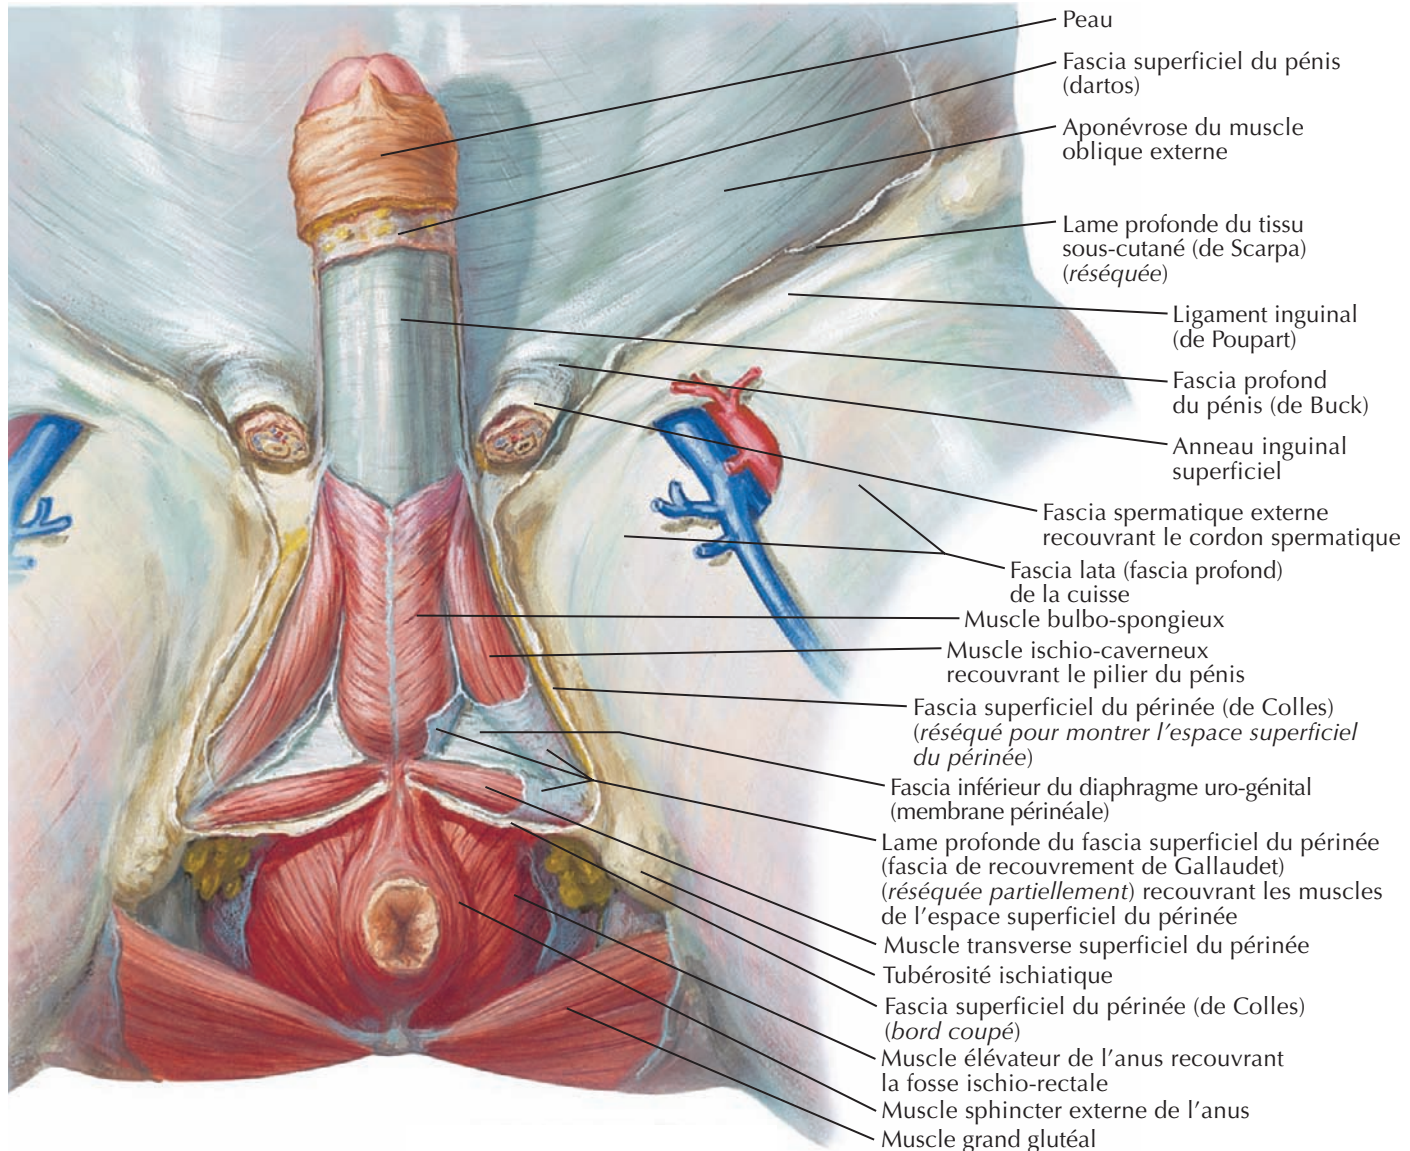 Peau
Fascia superficiel du pénis
(dartos)
Aponévrose du muscle
oblique externe
Lame profonde du tissu
sous-cutané (de Scarpa)
(réséquée)
Ligament inguinal
(de Poupart)
Fascia profond
du pénis (de Buck)
Anneau inguinal
superficiel
Fascia spermatique externe
recouvrant le cordon spermatique
Fascia lata (fascia profond)
de la cuisse
Muscle bulbo-spongieux
Muscle ischio-caverneux
recouvrant le pilier du pénis
Fascia superficiel du périnée (de Colles)
(réséqué pour montrer l'espace superficiel
du périnée)
Fascia inférieur du diaphragme uro-génital
(membrane périnéale)
Lame profonde du fascia superficiel du périnée
(fascia de recouvrement de Gallaudet)
(réséquée partiellement) recouvrant les muscles
de l'espace superficiel du périnée
Muscle transverse superficiel du périnée
Tubérosité ischiatique
Fascia superficiel du périnée (de Colles)
(bord coupé)
Muscle élévateur de l'anus recouvrant
la fosse ischio-rectale
Muscle sphincter externe de l'anus
Muscle grand glutéal